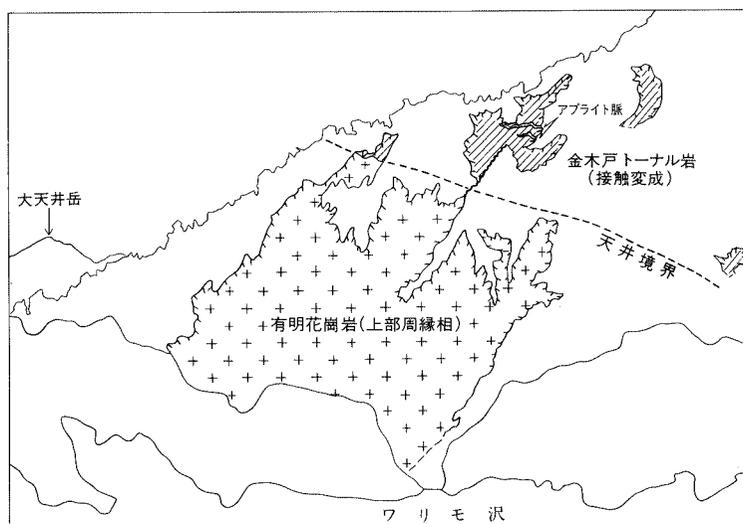 アプライト脈
金木戸トーナル岩
(接触変成)
大天井岳
天井境界
有明花崗岩(上部周縁相)
ワリモ沢